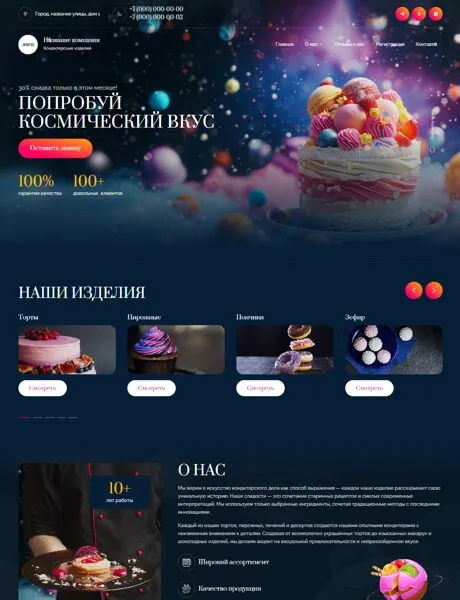 Город, название улицы, дом 1,
+7 (000) 000-00-00
+7 (000) 000-00-02
ЛОГО
Название компании
Кондитерские изделия
Главная
О нас
Отзывы о нас
Регистрация
Контакты
30% скидка только в этом месяце!
ПОПРОБУЙ
КОСМИЧЕСКИЙ ВКУС
Оставить заявку
100%
гарантия качества
100+
довольных клиентов
НАШИ ИЗДЕЛИЯ
Торты
Пирожные
Пончики
Зефир
Смотреть
Смотреть
Смотреть
Смотреть
10+
лет работы
О НАС
Мы верим в искусство кондитерского дела как способ выражения — каждое наше изделие рассказывает свою
уникальную историю. Наши сладости — это сочетание старинных рецептов и смелых современных
интерпретаций. Мы используем только выбранные ингредиенты, сочетая традиционные методы с последними
инновациями.
Каждый из наших тортов, пирожных, печений и десертов создается нашими опытными кондитерами с
неизменным вниманием к деталям. Создавая от великолепно украшенных тортов до изысканных макарун и
шоколадных изделий, мы делаем акцент на визуальной привлекательности и непревзойденном вкусе.
Широкий ассортимент
Качество продукции